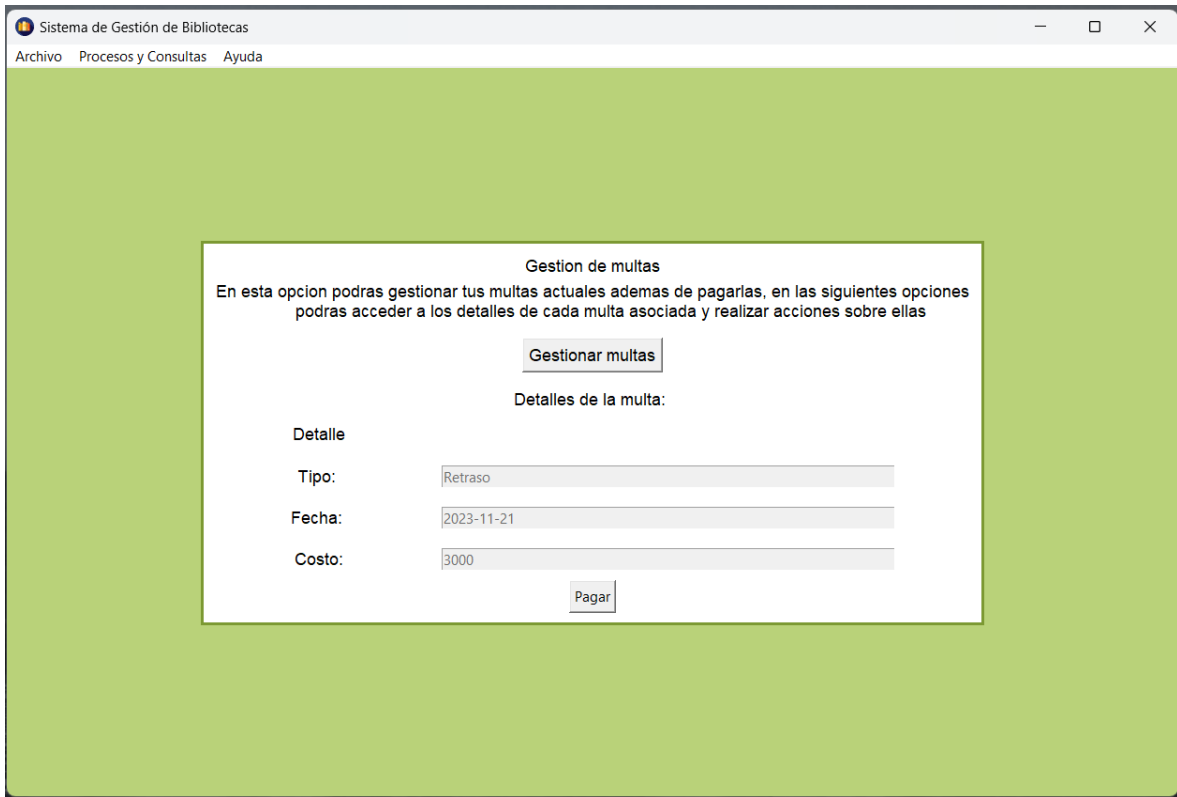 Sistema de Gestión de Bibliotecas
Archivo Procesos y Consultas Ayuda
Gestion de multas
En esta opcion podras gestionar tus multas actuales ademas de pagarlas, en las siguientes opciones
podras acceder a los detalles de cada multa asociada y realizar acciones sobre ellas
Gestionar multas
Detalles de la multa:
Detalle
Tipo: Retraso
Fecha: 2023-11-21
Costo: 3000
Pagar